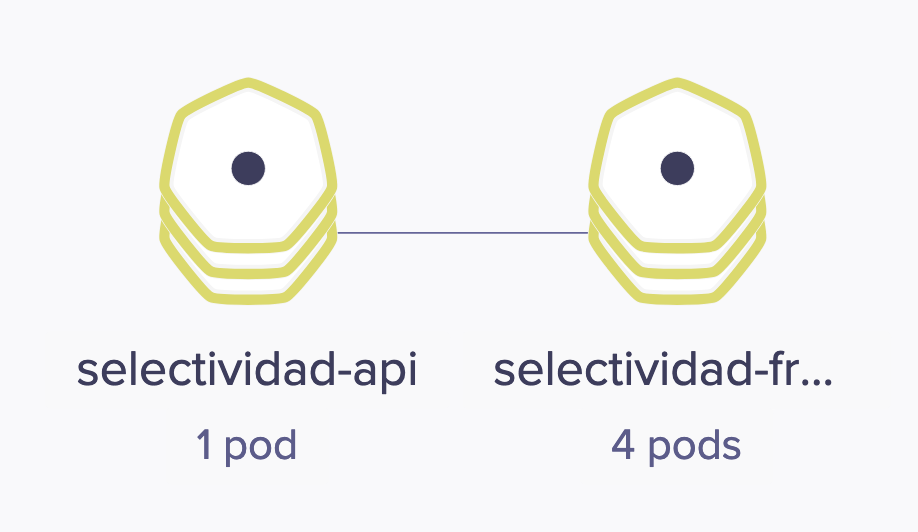 selectividad-api
selectividad-fr...
1 pod
4 pods